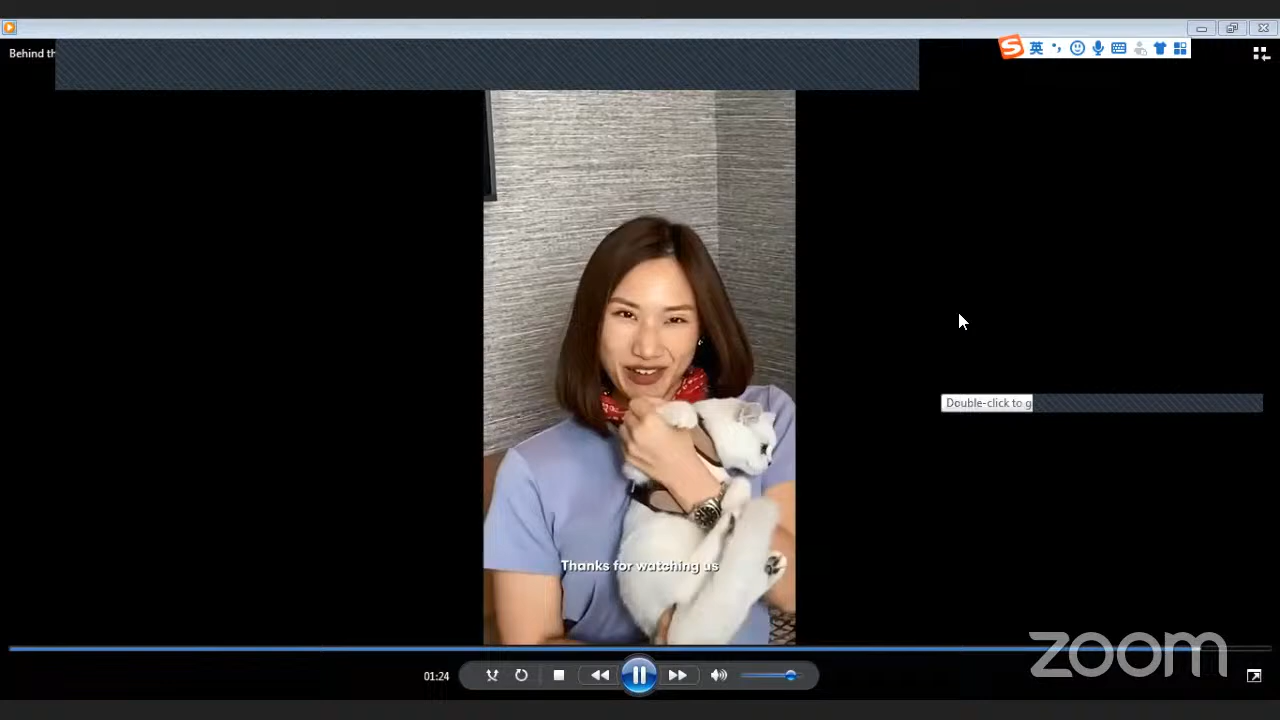 Behind th
英
Double-click to g
Thanks for watching us
zoom
01:24